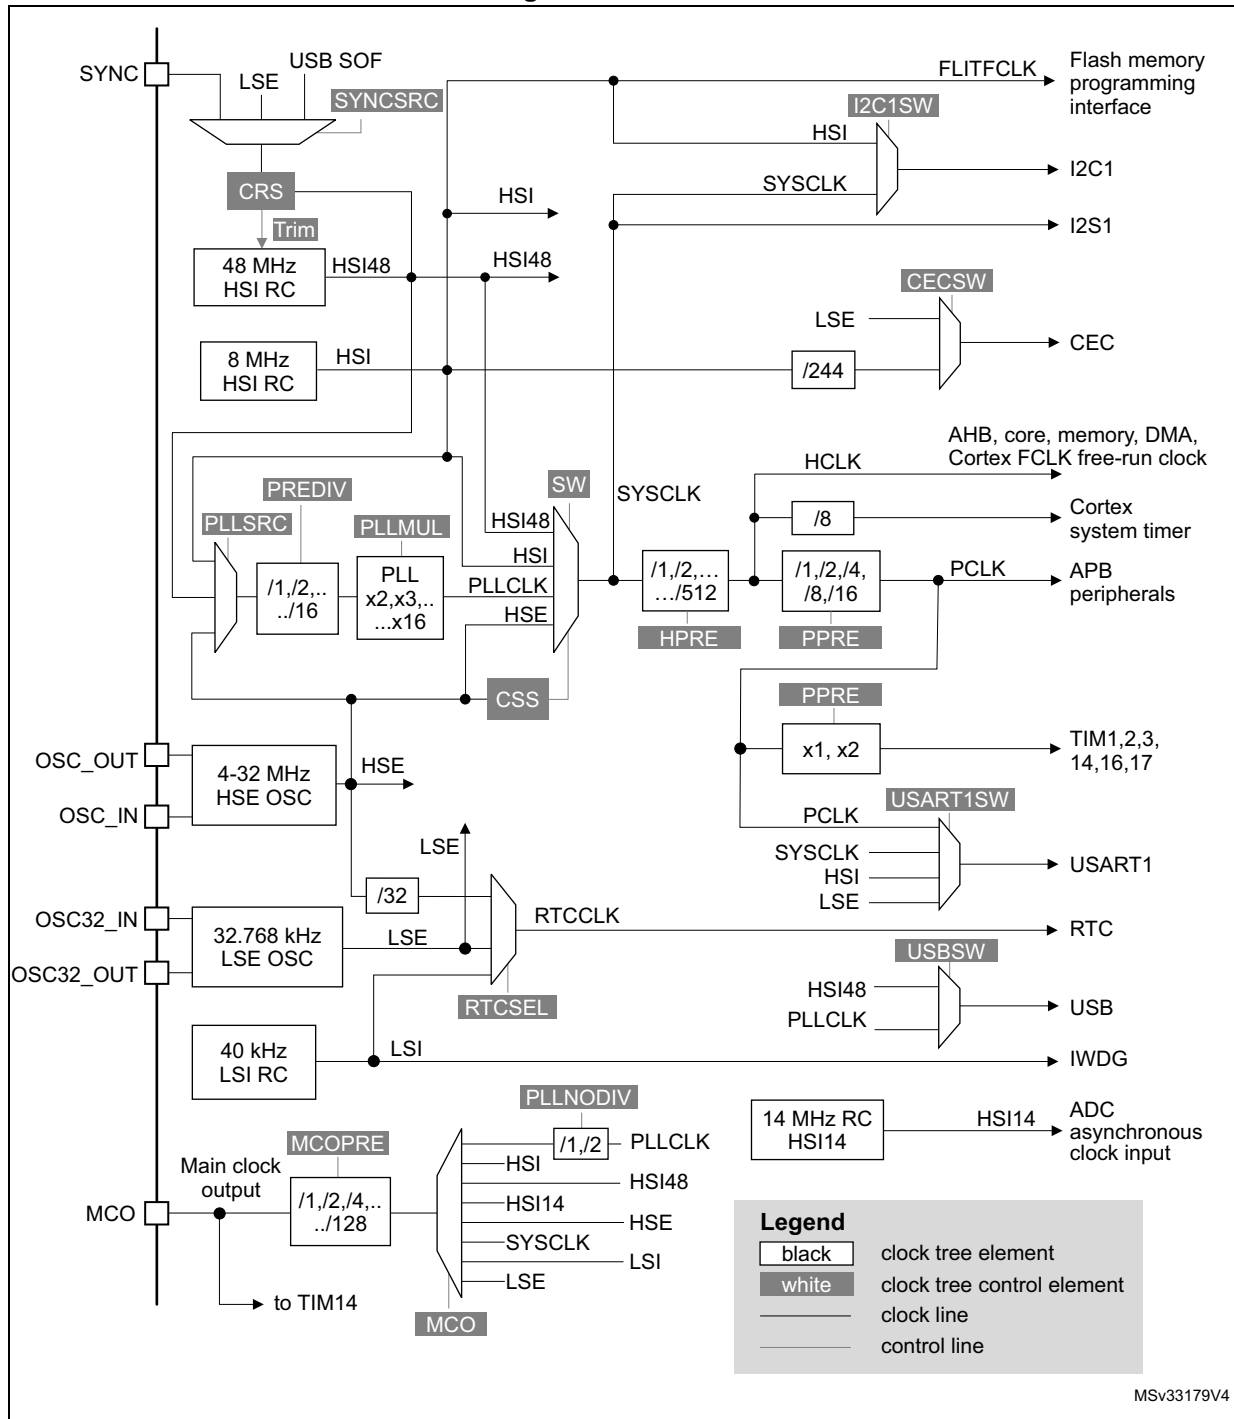 SYNC
USB SOF
LSE
SYNCSRC
CRS
Trim
48 MHz
HSI RC
HSI48
HSI48
HSI
8 MHz
HSI RC
HSI
FLITFCLK
Flash memory
programming
interface
I2C1SW
HSI
SYSCLK
I2C1
I2S1
CECSW
LSE
/244
CEC
AHB, core, memory, DMA,
Cortex FCLK free-run clock
HCLK
/8
Cortex
system timer
PLLSRC
PREDIV
/1,/2,..
../16
PLLMUL
PLL
x2,x3,..
...x16
SW
HSI48
HSI
PLLCLK
HSE
SYSCLK
/1,/2,...
.../512
HPRE
/1,/2,/4,
/8,/16
PPRE
PCLK
APB
peripherals
CSS
PPRE
x1, x2
TIM1,2,3,
14,16,17
OSC_OUT
OSC_IN
4-32 MHz
HSE OSC
HSE
USART1SW
PCLK
SYSCLK
HSI
LSE
USART1
LSE
/32
OSC32_IN
OSC32_OUT
32.768 kHz
LSE OSC
LSE
RTCCLK
RTC
RTCSEL
USBSW
HSI48
PLLCLK
USB
40 kHz
LSI RC
LSI
IWDG
14 MHz RC
HSI14
HSI14
ADC
asynchronous
clock input
PLLNODIV
/1,/2
PLLCLK
HSI
HSI48
HSI14
HSE
SYSCLK
LSI
LSE
MCO
MCOPRE
/1,/2,/4,..
../128
Main clock
output
MCO
to TIM14
Legend
black
clock tree element
white
clock tree control element
clock line
control line
MSv33179V4